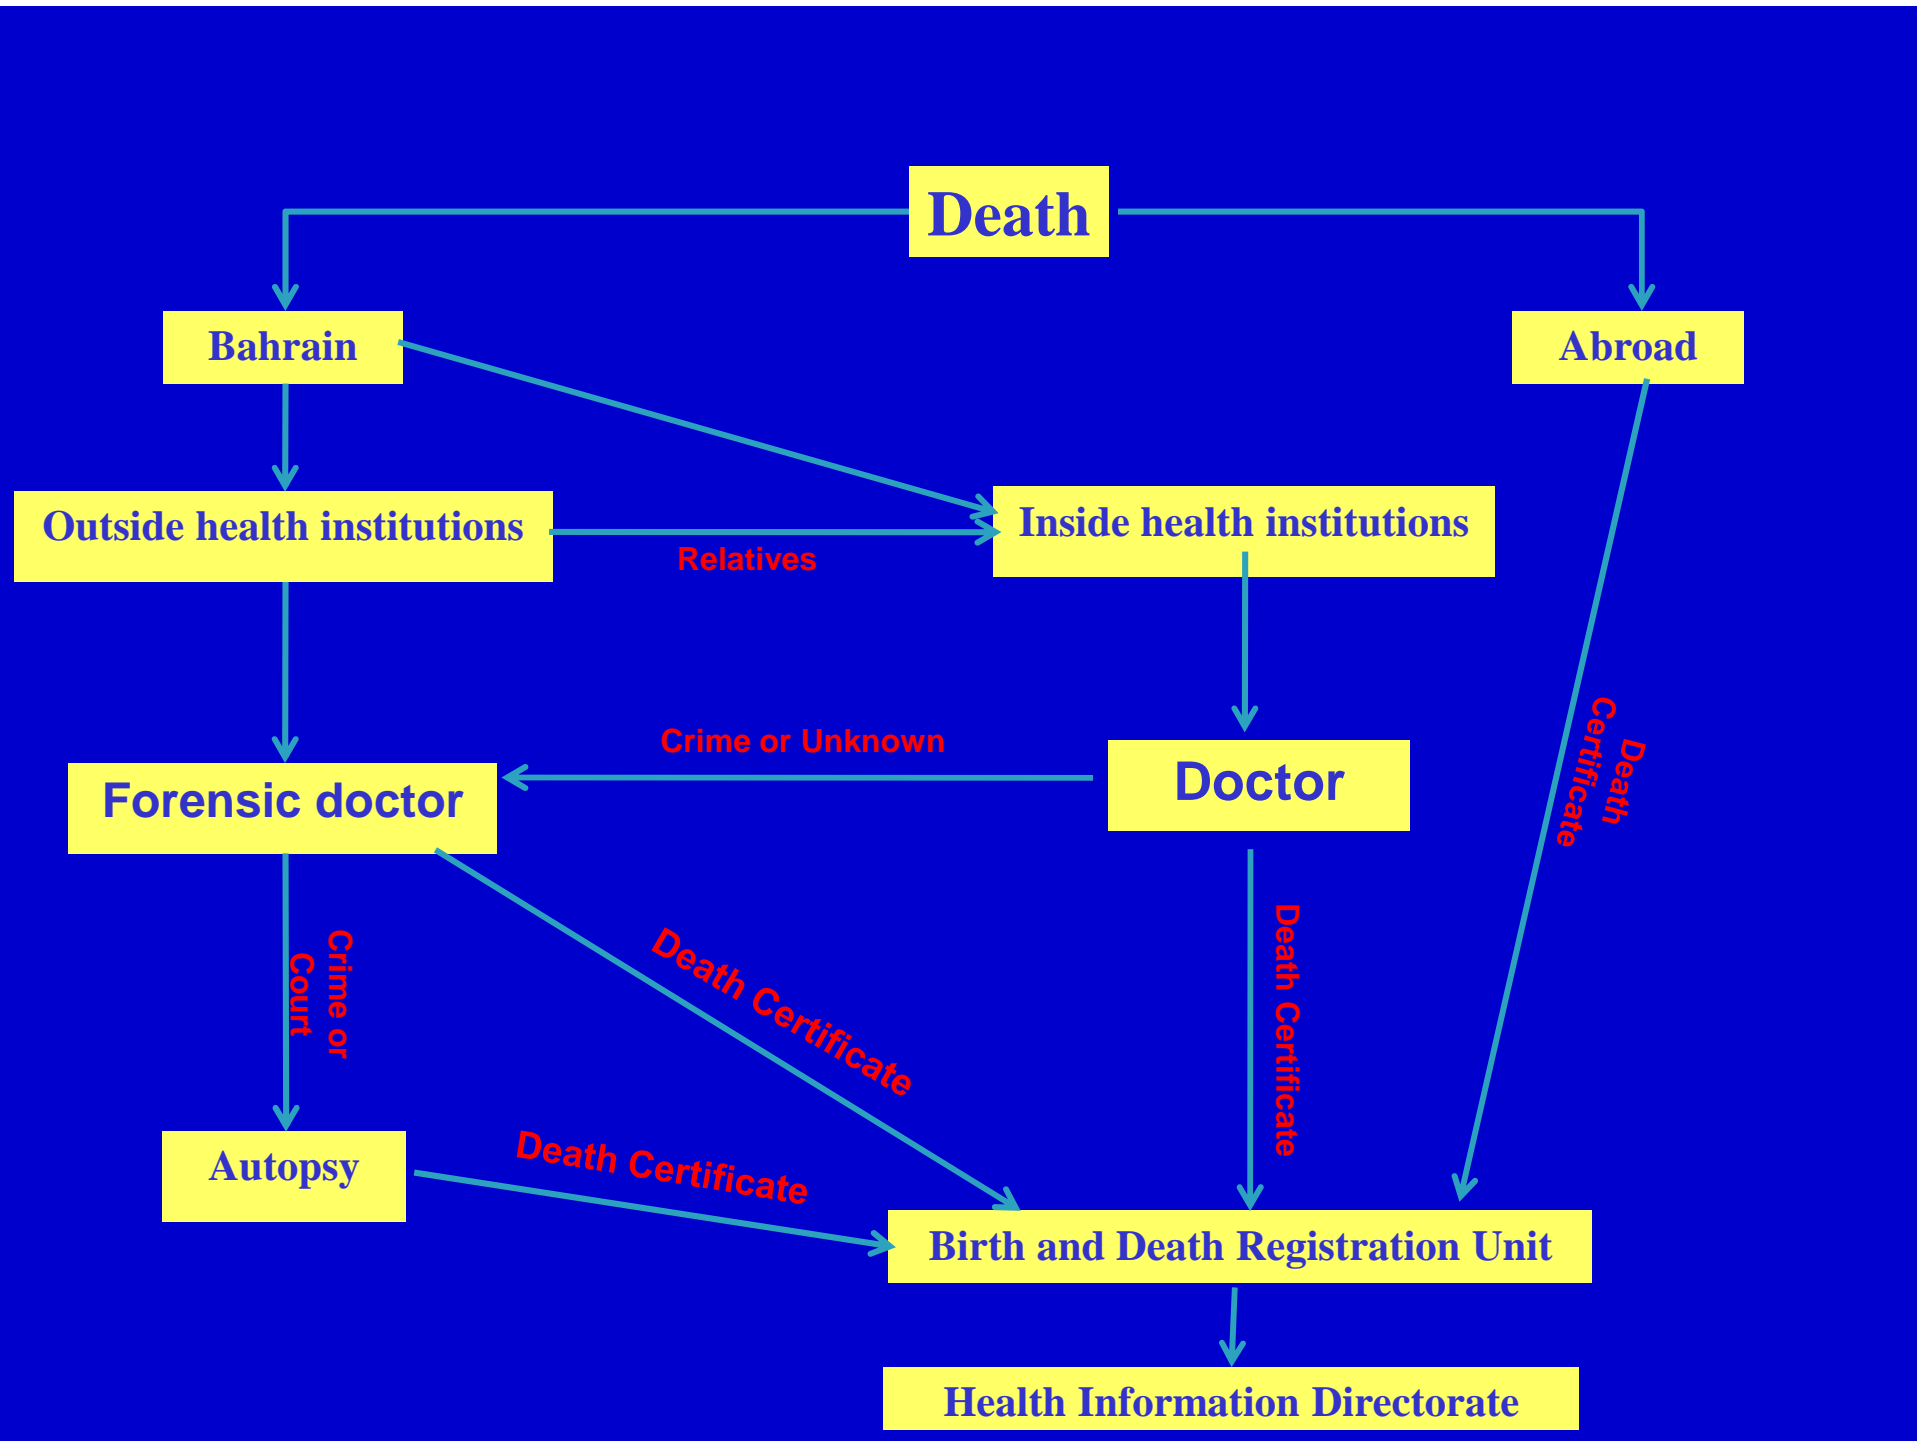 Death
Bahrain
Abroad
Outside health institutions
Inside health institutions
Relatives
Crime or Unknown
Forensic doctor
Doctor
Death
Certificate
Crime or
Court
Death Certificate
Death Certificate
Autopsy
Death Certificate
Birth and Death Registration Unit
Health Information Directorate